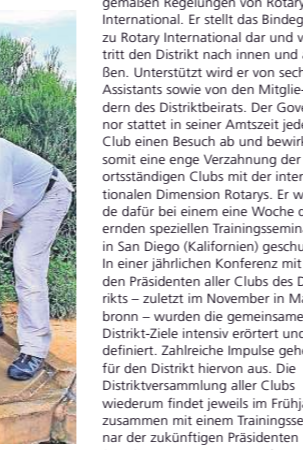 gemäßen Regelungen von Rotary
International. Er stellt das Bindeg
zu Rotary International dar und v
tritt den Distrikt nach innen und a
ßen. Unterstützt wird er von sech
Assistants sowie von den Mitglie-
dern des Distriktbeirats. Der Gove
nor stattet in seiner Amtszeit jede
Club einen Besuch ab und bewirk
somit eine enge Verzahnung der
ortsständigen Clubs mit der inter
tionalen Dimension Rotarys. Er w
de dafür bei einem eine Woche d
ernden speziellen Trainingssemina
in San Diego (Kalifornien) geschu
In einer jährlichen Konferenz mit
den Präsidenten aller Clubs des D
rikts – zuletzt im November in Ma
bronn – wurden die gemeinsame
Distrikt-Ziele intensiv erörtert und
definiert. Zahlreiche Impulse gehe
für den Distrikt hiervon aus. Die
Distriktversammlung aller Clubs
wiederum findet jeweils im Frühja
zusammen mit einem Trainingsse
nar der zukünftigen Präsidenten